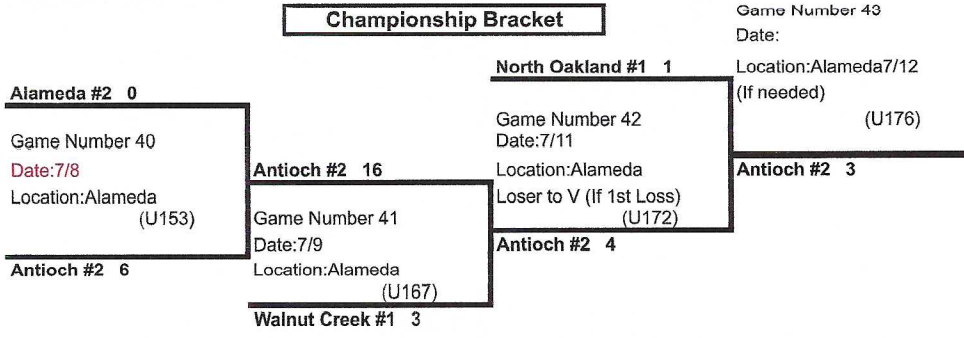 Championship Bracket
Game Number 43
Date:
Location:Alameda7/12
(If needed)
(U176)
North Oakland #1 1
Alameda #2 0
Game Number 42
Date:7/11
Location:Alameda
Loser to V (If 1st Loss)
(U172)
Game Number 40
Date:7/8
Location:Alameda
(U153)
Antioch #2 16
Antioch #2 3
Game Number 41
Date:7/9
Location:Alameda
(U167)
Antioch #2 4
Antioch #2 6
Walnut Creek #1 3